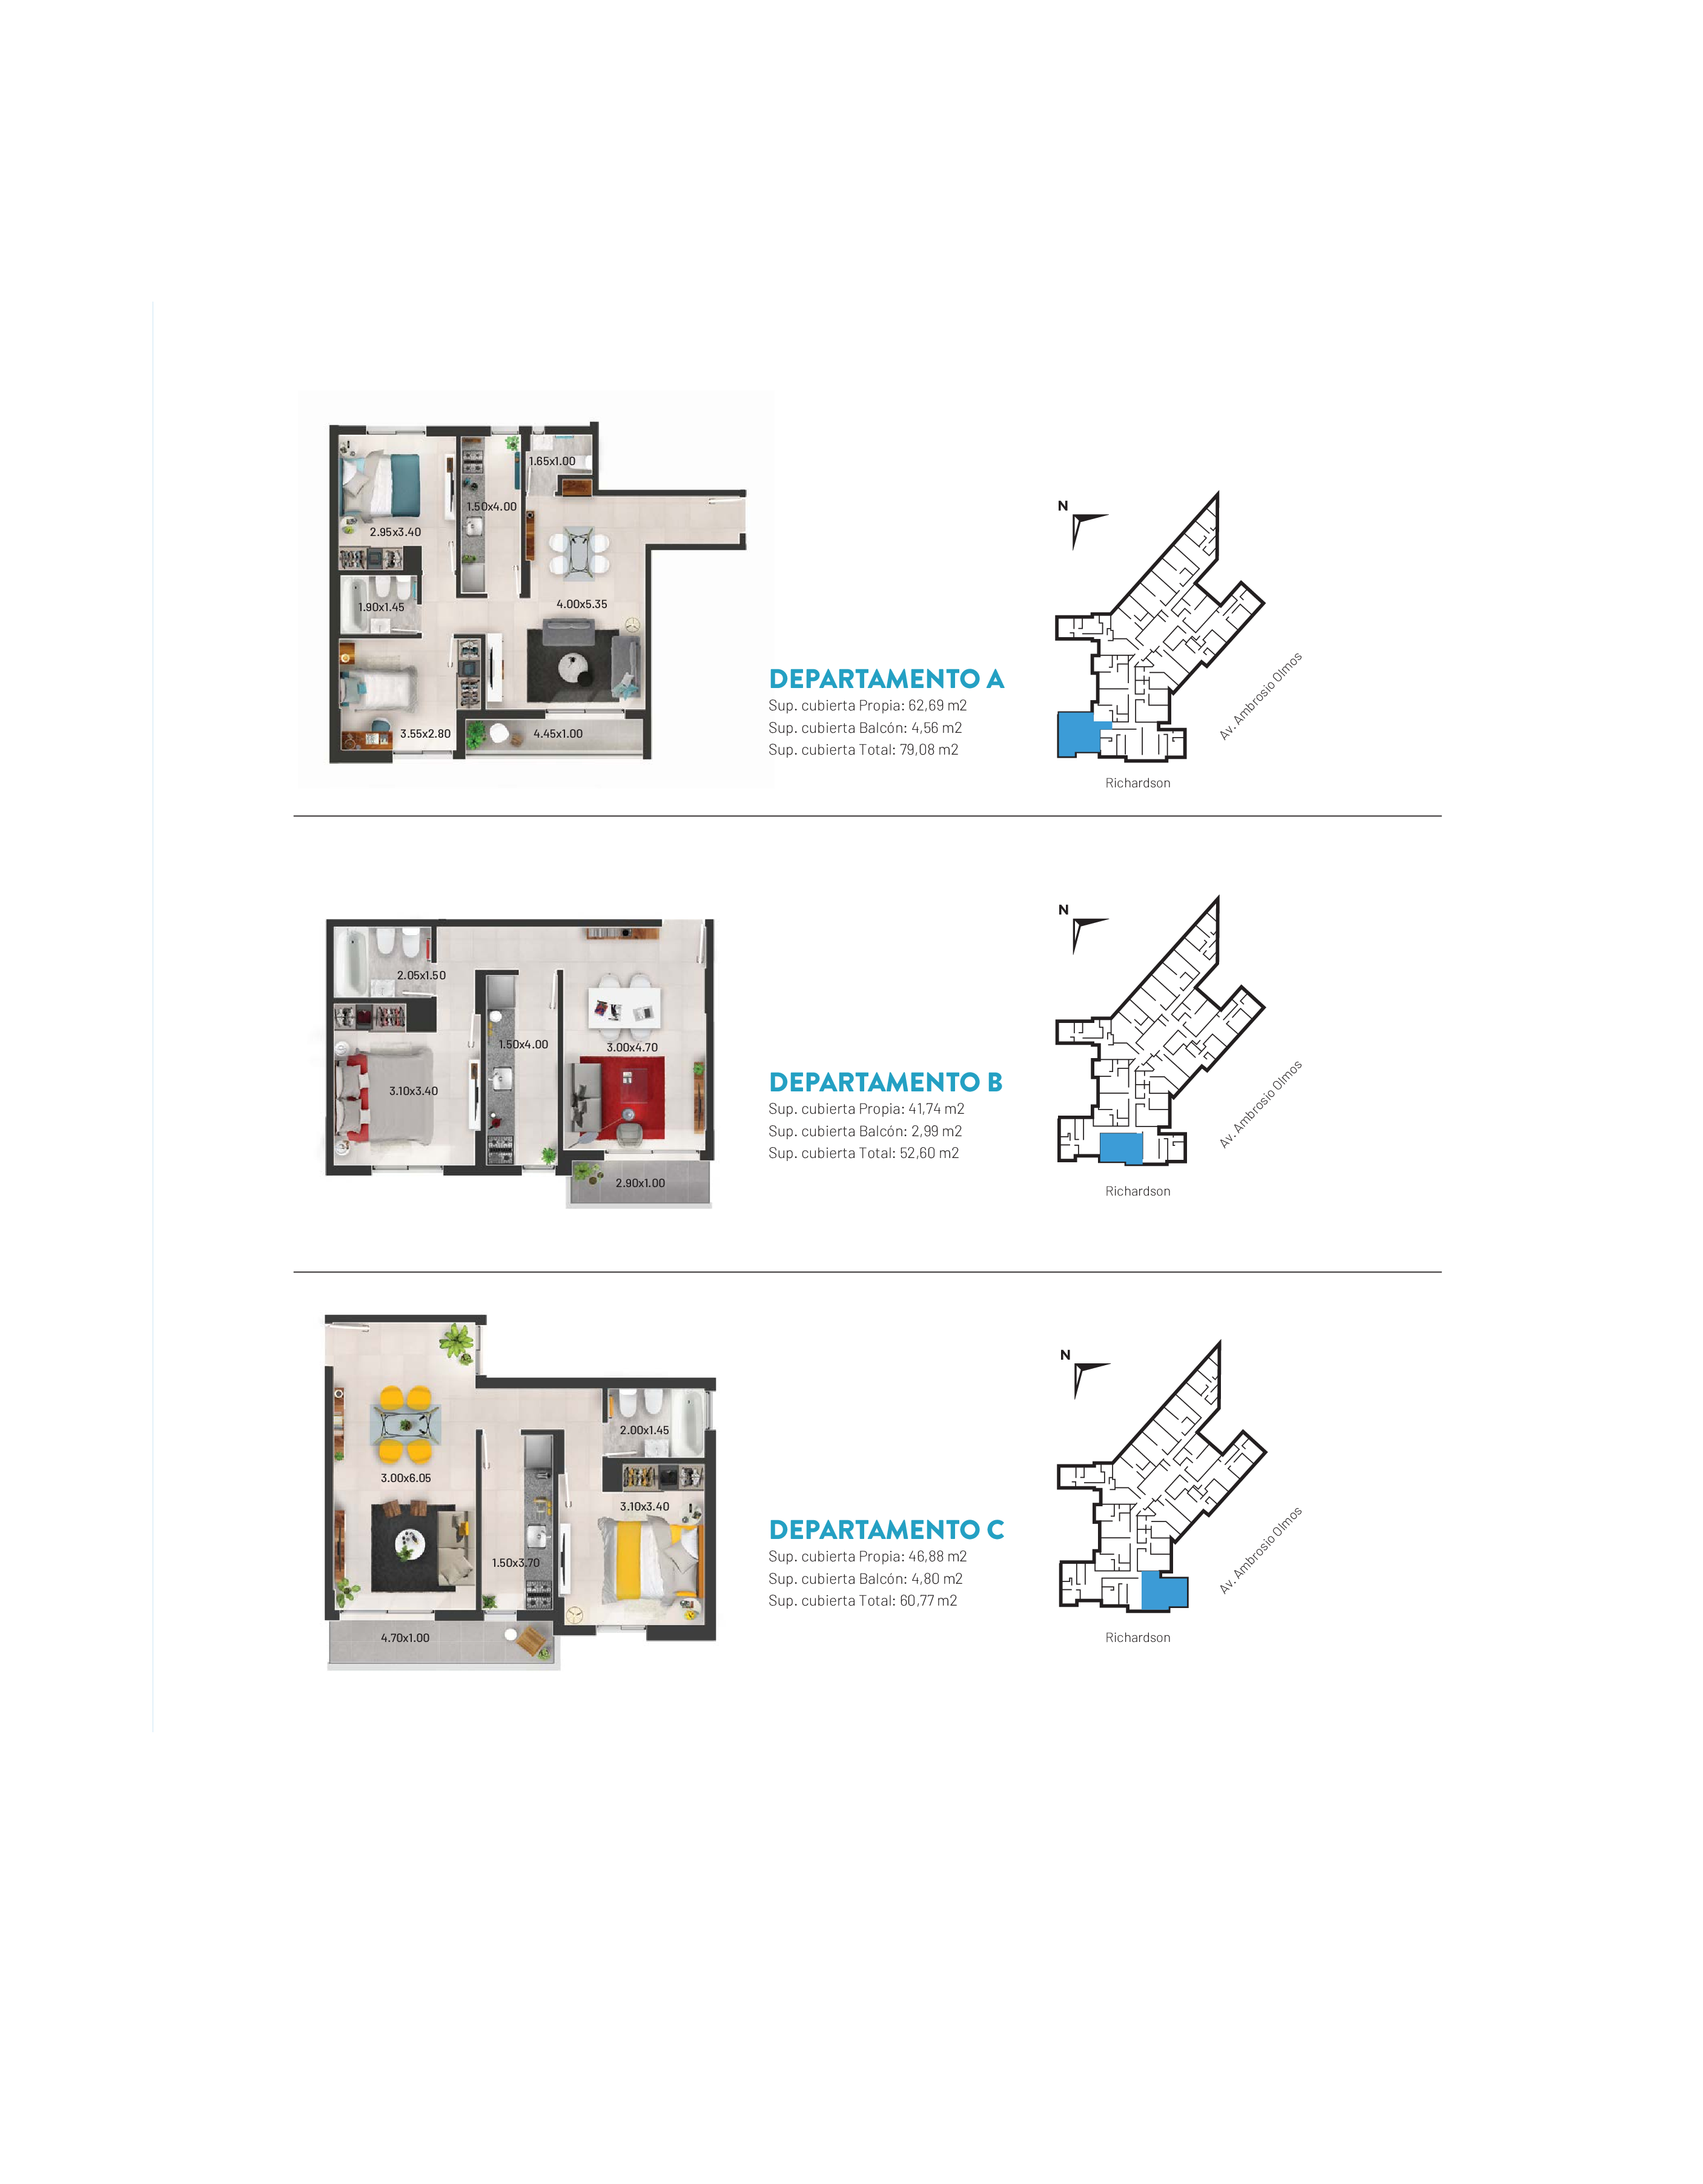 1.65x1.00
1.50x4.00
2.95x3.40
1.90x1.45
4.00x5.35
3.55x2.80
4.45x1.00
DEPARTAMENTO A
Sup. cubierta Propia: 62,69 m2
Sup. cubierta Balcón: 4,56 m2
Sup. cubierta Total: 79,08 m2
N
Av. Ambrosio Olmos
Richardson
2.05x1.50
1.50x4.00
3.00x4.70
3.10x3.40
2.90x1.00
DEPARTAMENTO B
Sup. cubierta Propia: 41,74 m2
Sup. cubierta Balcón: 2,99 m2
Sup. cubierta Total: 52,60 m2
N
Av. Ambrosio Olmos
Richardson
2.00x1.45
3.00x6.05
3.10x3.40
1.50x3.70
4.70x1.00
DEPARTAMENTO C
Sup. cubierta Propia: 46,88 m2
Sup. cubierta Balcón: 4,80 m2
Sup. cubierta Total: 60,77 m2
N
Av. Ambrosio Olmos
Richardson